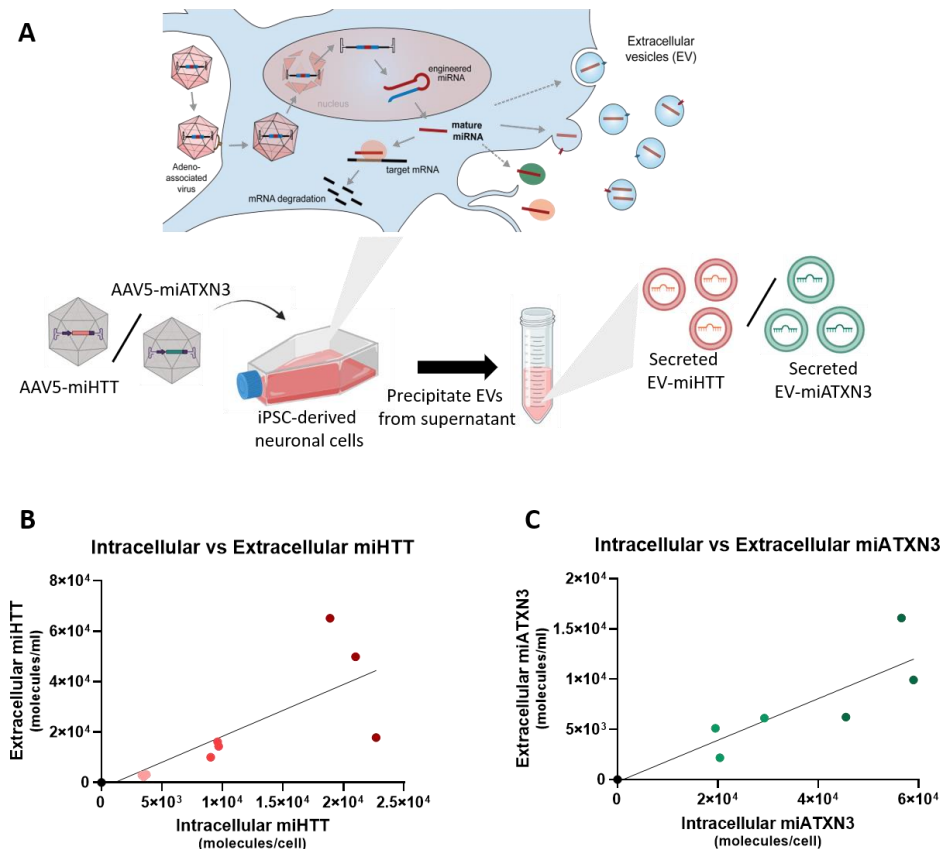 A
Extracellular
vesicles (EV)
engineered
miRNA
nucleus
mature
miRNA
Adeno-
associated
virus
target mRNA
mRNA degradation
AAV5-miATXN3
AAV5-miHTT
iPSC-derived
neuronal cells
Precipitate EVs
from supernatant
Secreted
EV-miHTT
Secreted
EV-miATXN3
B
Intracellular vs Extracellular miHTT
Extracellular miHTT
(molecules/ml)
8×10⁴
6×10⁴
4×10⁴
2×10⁴
0
0
5×10³
1×10⁴
1.5×10⁴
2×10⁴
2.5×10⁴
Intracellular miHTT
(molecules/cell)
C
Intracellular vs Extracellular miATXN3
Extracellular miATXN3
(molecules/ml)
2×10⁴
1.5×10⁴
1×10⁴
5×10³
0
0
2×10⁴
4×10⁴
6×10⁴
Intracellular miATXN3
(molecules/cell)